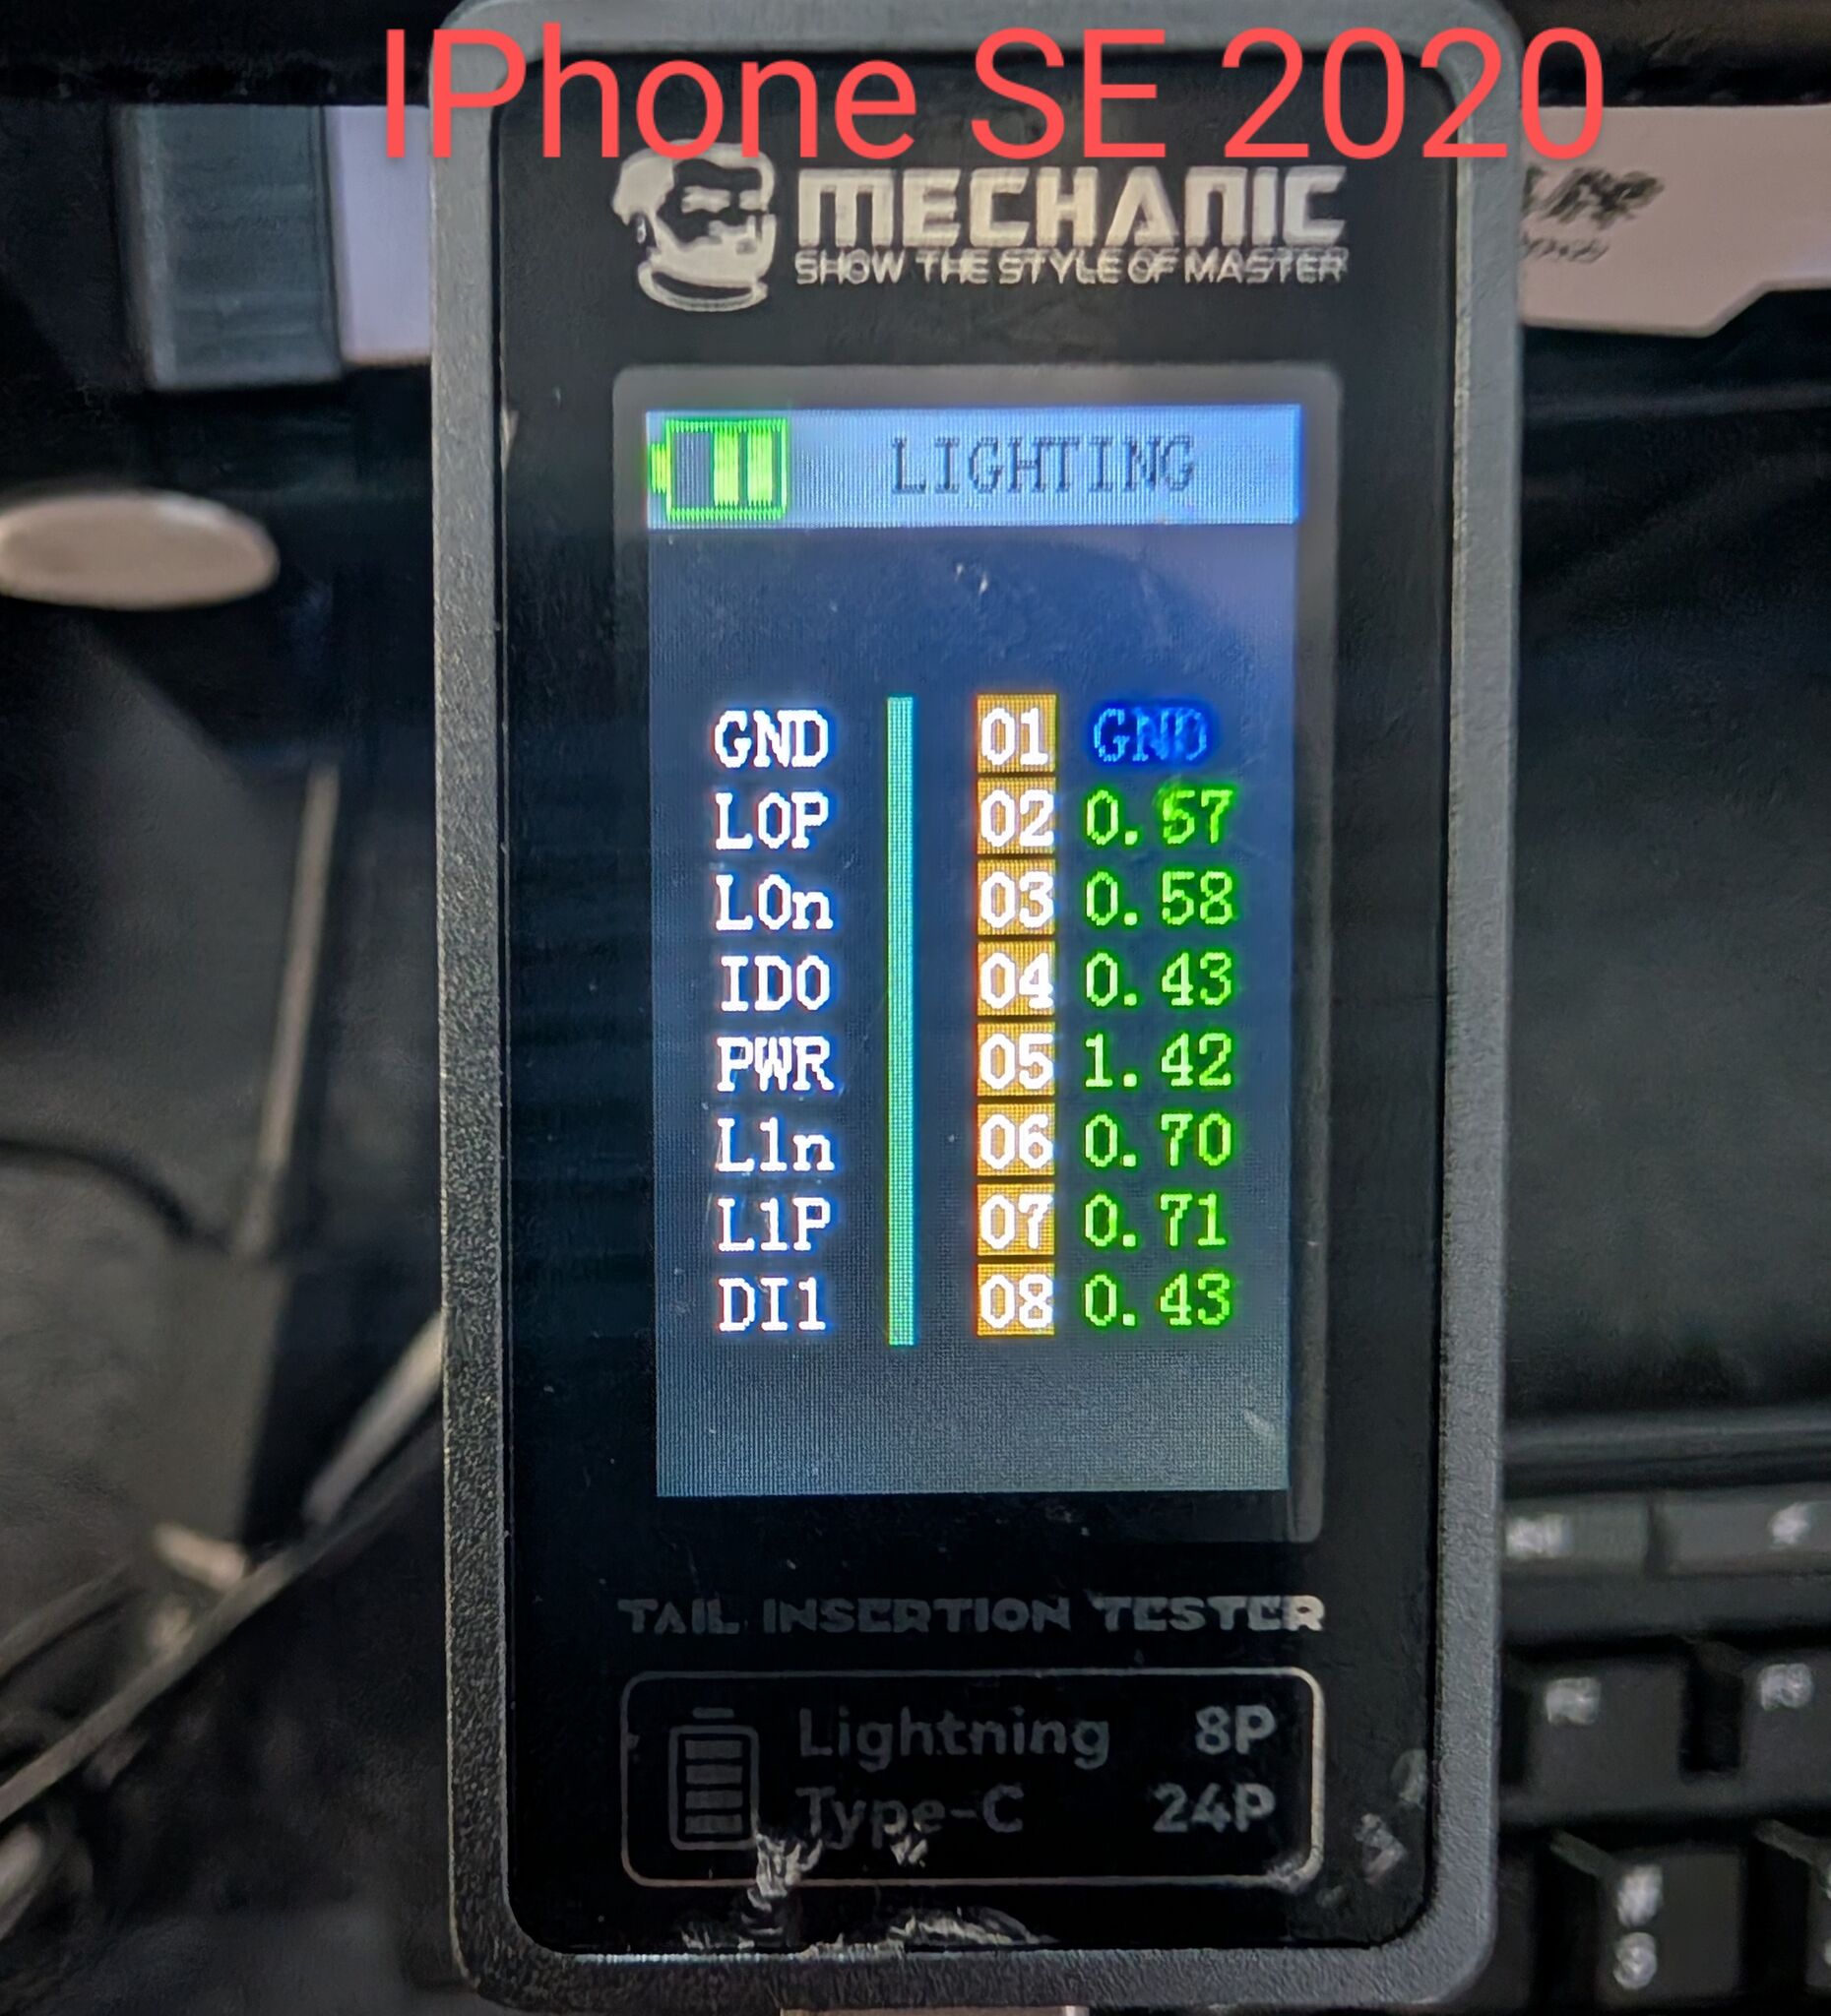 IPhone SE 2020
MECHANIC
SHOW THE STYLE OF MASTER
LIGHTING
GND 01 GND
L0P 02 0.57
L0n 03 0.58
ID0 04 0.43
PWR 05 1.42
L1n 06 0.70
L1P 07 0.71
DI1 08 0.43
TAIL INSERTION TESTER
Lightning 8P
Type-C 24P